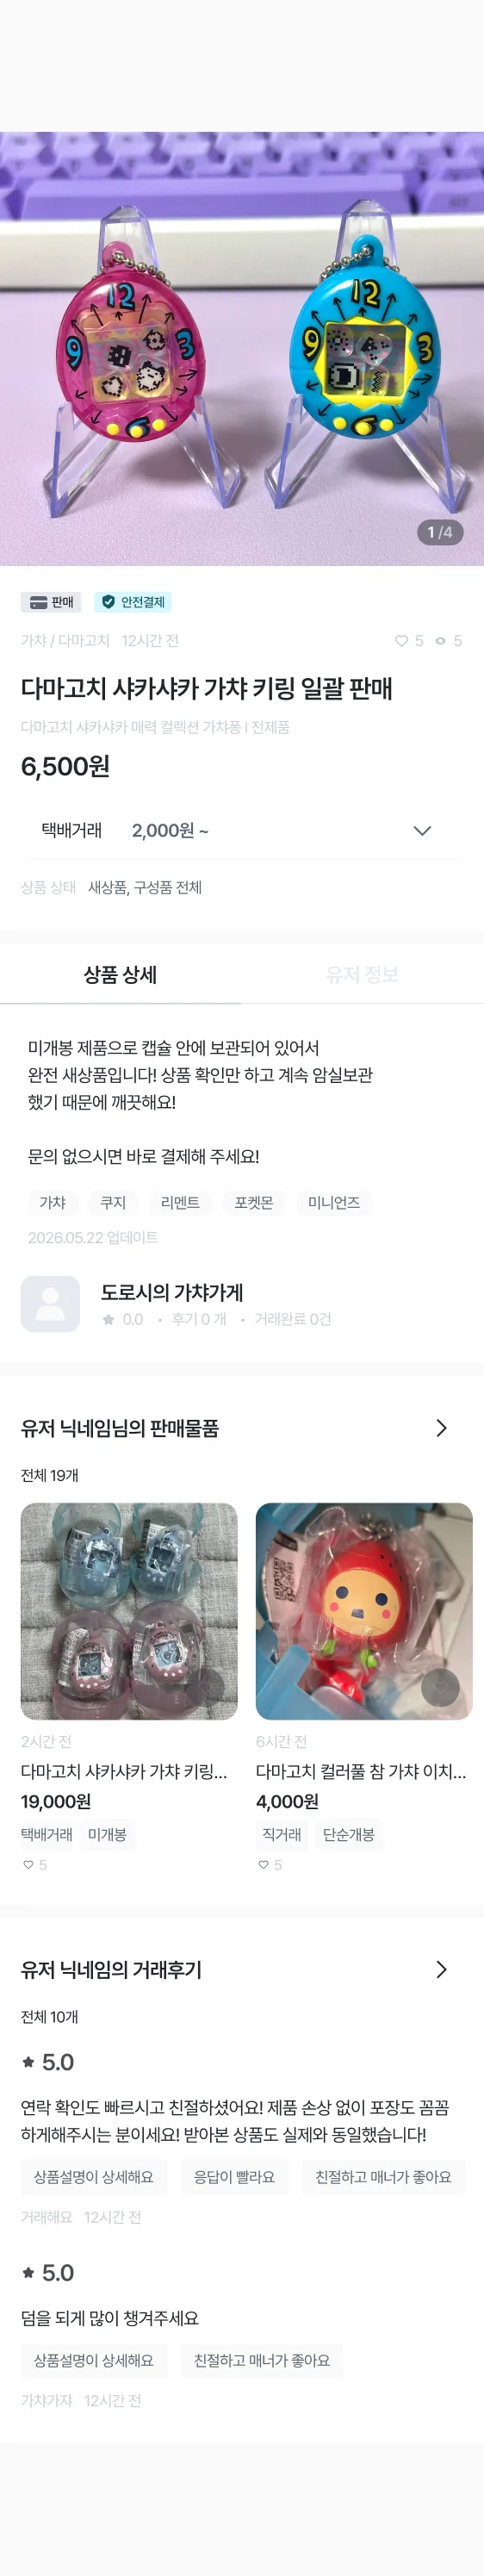 12
9
3
6
12
9
3
6
1 /4
판매
안전결제
가챠 / 다마고치 12시간 전
5 5
다마고치 샤카샤카 가챠 키링 일괄 판매
다마고치 샤카샤카 매력 컬렉션 가챠퐁 | 전제품
6,500원
택배거래 2,000원 ~
상품 상태 새상품, 구성품 전체
상품 상세
유저 정보
미개봉 제품으로 캡슐 안에 보관되어 있어서
완전 새상품입니다! 상품 확인만 하고 계속 암실보관
했기 때문에 깨끗해요!
문의 없으시면 바로 결제해 주세요!
가챠 쿠지 리멘트 포켓몬 미니언즈
2026.05.22 업데이트
도로시의 가챠가게
0.0 • 후기 0 개 • 거래완료 0건
유저 닉네임님의 판매물품
전체 19개
2시간 전
다마고치 샤카샤카 가챠 키링...
19,000원
택배거래 미개봉
5
6시간 전
다마고치 컬러풀 참 가챠 이치...
4,000원
직거래 단순개봉
5
유저 닉네임의 거래후기
전체 10개
5.0
연락 확인도 빠르시고 친절하셨어요! 제품 손상 없이 포장도 꼼꼼
하게해주시는 분이세요! 받아본 상품도 실제와 동일했습니다!
상품설명이 상세해요 응답이 빨라요 친절하고 매너가 좋아요
거래해요 12시간 전
5.0
덤을 되게 많이 챙겨주세요
상품설명이 상세해요 친절하고 매너가 좋아요
가챠가쟈 12시간 전